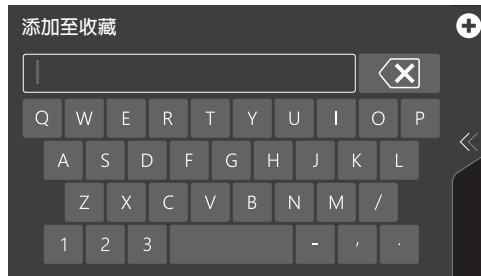 添加至收藏
Q W E R T Y U I O P
A S D F G H J K L
Z X C V B N M /
1 2 3 - ′ ·